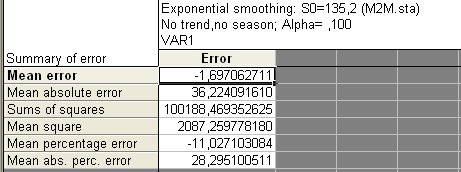 Exponential smoothing: S0=135,2 (M2M.sta)
No trend,no season; Alpha= ,100
VAR1
Summary of error Error
Mean error -1,697062711
Mean absolute error 36,224091610
Sums of squares 100188,469352625
Mean square 2087,259778180
Mean percentage error -11,027103084
Mean abs. perc. error 28,295100511